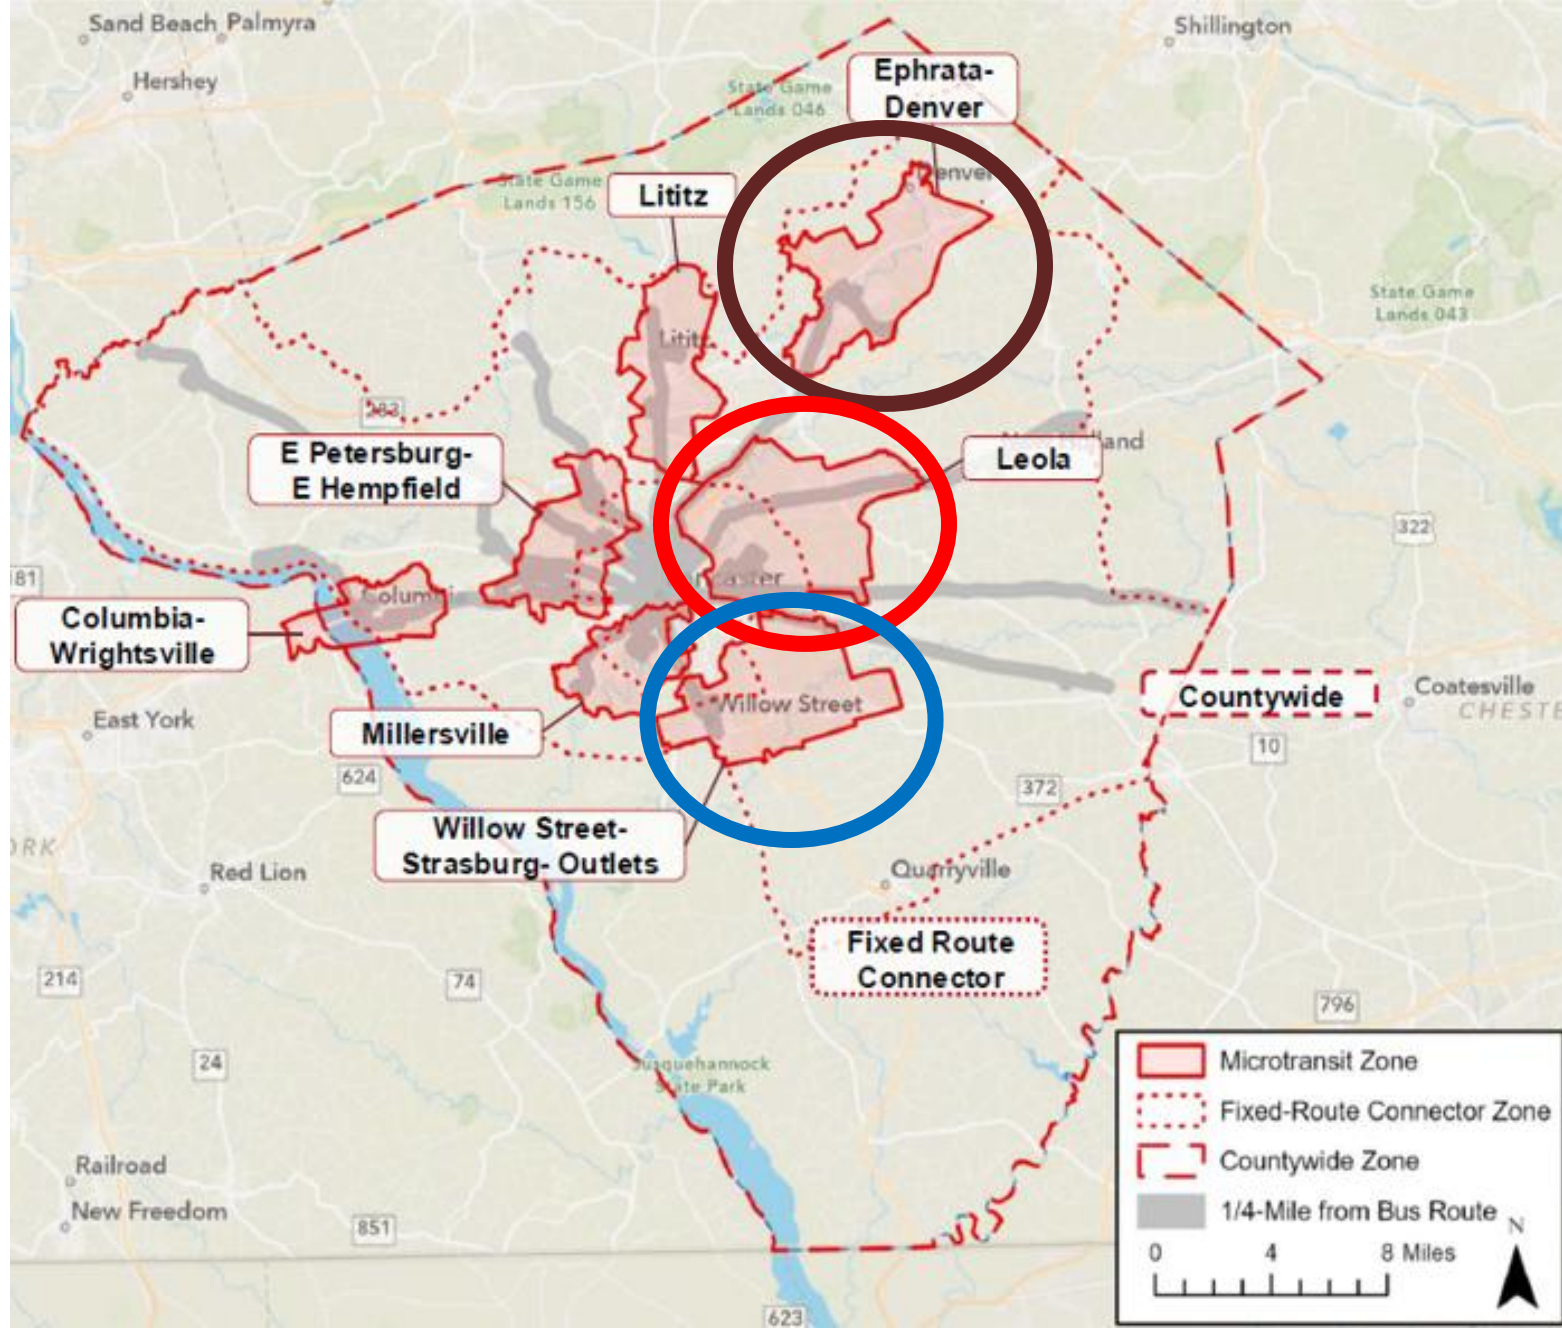 Sand Beach
Palmyra
Shillington
Hershey
Ephrata-
Denver
State Game
Lands 046
Denver
State Game
Lands 156
Lititz
State Game
Lands 043
Lititz
283
E Petersburg-
E Hempfield
Leola
322
Columbia-
Wrightsville
Willow Street
Countywide
Coatesville
East York
Millersville
10
624
372
Willow Street-
Strasburg- Outlets
Red Lion
Quarryville
Fixed Route
Connector
214
74
796
24
Susquehannock
State Park
Railroad
New Freedom
851
623
Microtransit Zone
Fixed-Route Connector Zone
Countywide Zone
1/4-Mile from Bus Route
N
0 4 8 Miles